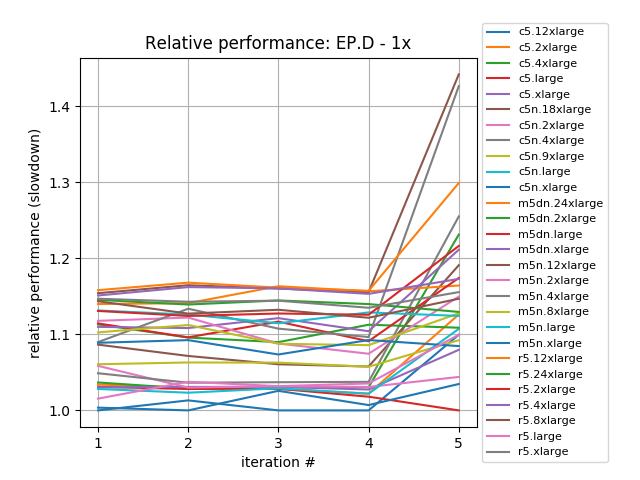 Relative performance: EP.D - 1x
relative performance (slowdown)
1.4
1.3
1.2
1.1
1.0
1 2 3 4 5
iteration #
c5.12xlarge
c5.2xlarge
c5.4xlarge
c5.large
c5.xlarge
c5n.18xlarge
c5n.2xlarge
c5n.4xlarge
c5n.9xlarge
c5n.large
c5n.xlarge
m5dn.24xlarge
m5dn.2xlarge
m5dn.large
m5dn.xlarge
m5n.12xlarge
m5n.2xlarge
m5n.4xlarge
m5n.8xlarge
m5n.large
m5n.xlarge
r5.12xlarge
r5.24xlarge
r5.2xlarge
r5.4xlarge
r5.8xlarge
r5.large
r5.xlarge